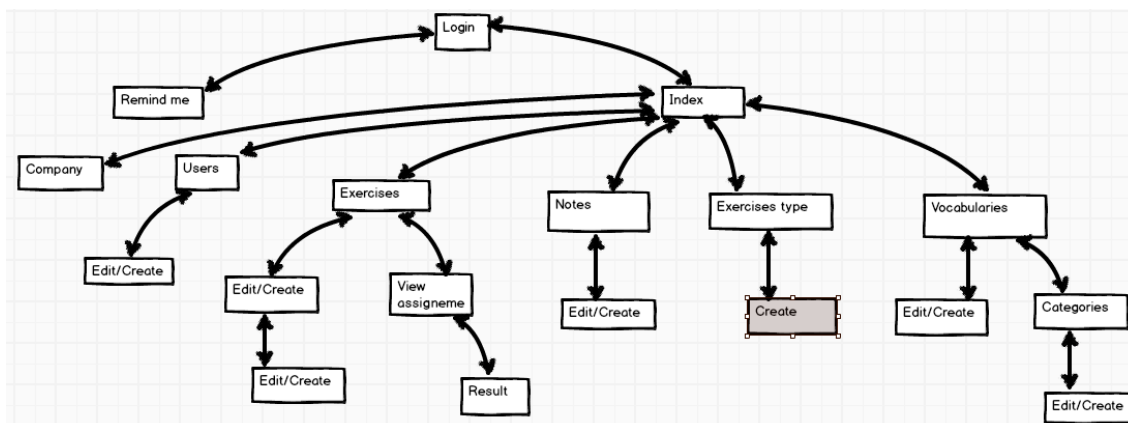 Login
Remind me
Index
Company
Users
Exercises
Notes
Exercises type
Vocabularies
Edit/Create
Edit/Create
View
assigneme
Edit/Create
Create
Edit/Create
Categories
Edit/Create
Result
Edit/Create